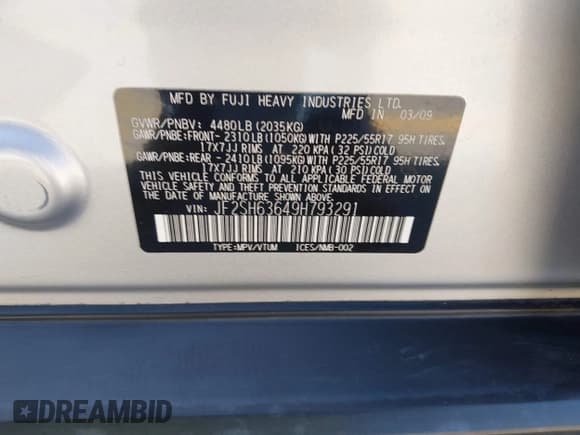 MFD BY FUJI HEAVY INDUSTRIES LTD.
MFD IN 03/09
GVWR/PNBV: 4480LB (2035KG)
GAWR/PNBE:FRONT- 2310LB(1050KG)WITH P225/55R17 95H TIRES,
17X7JJ RIMS AT 220 KPA (32 PSI)COLD
GAWR/PNBE:REAR -2410LB(1095KG)WITH P225/55R17 95H TIRES,
17X7JJ RIMS AT 210 KPA (30 PSI)COLD
THIS VEHICLE CONFORMS TO ALL APPLICABLE FEDERAL MOTOR
VEHICLE SAFETY AND THEFT PREVENTION STANDARDS IN EFFECT ON
THE DATE OF MANUFACTURE SHOWN ABOVE.
VIN: JF2SH63649H793291
TYPE:MPV/VTUM ICES/NMB-002
DREAMBID